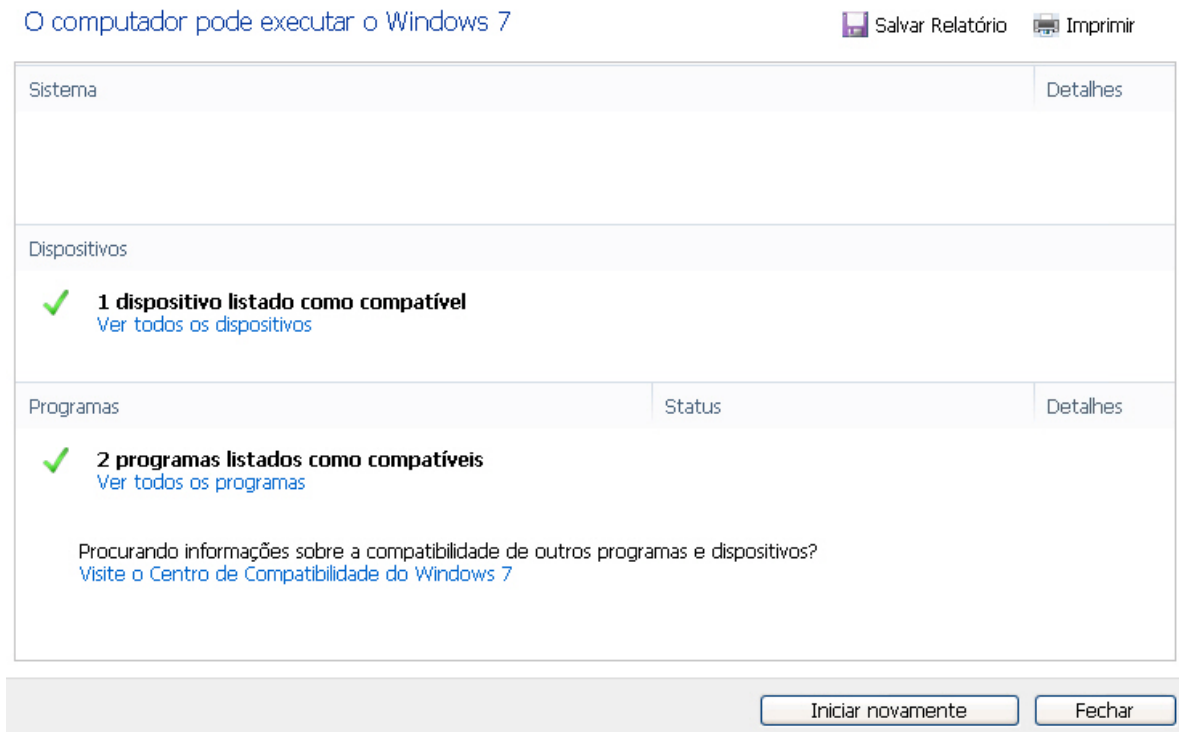 O computador pode executar o Windows 7
Salvar Relatório
Imprimir
Sistema
Detalhes
Dispositivos
1 dispositivo listado como compatível
Ver todos os dispositivos
Programas
Status
Detalhes
2 programas listados como compatíveis
Ver todos os programas
Procurando informações sobre a compatibilidade de outros programas e dispositivos?
Visite o Centro de Compatibilidade do Windows 7
Iniciar novamente
Fechar